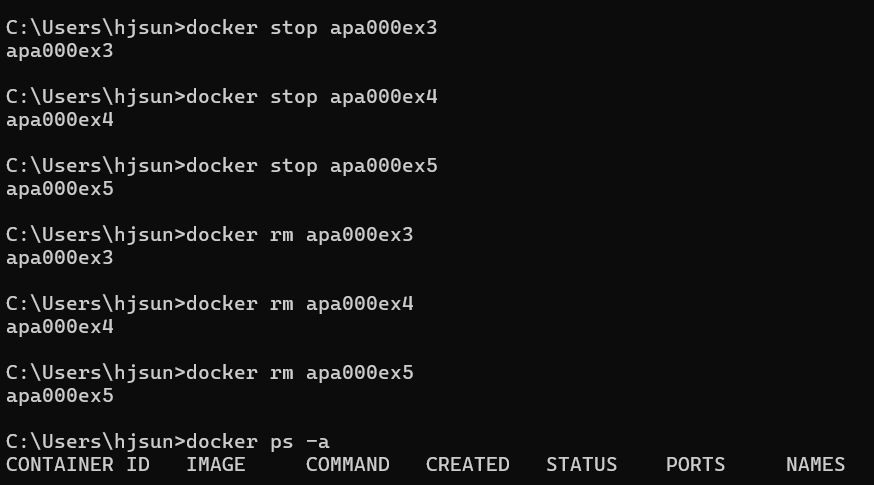 C:\Users\hjsun>docker stop apa000ex3
apa000ex3
C:\Users\hjsun>docker stop apa000ex4
apa000ex4
C:\Users\hjsun>docker stop apa000ex5
apa000ex5
C:\Users\hjsun>docker rm apa000ex3
apa000ex3
C:\Users\hjsun>docker rm apa000ex4
apa000ex4
C:\Users\hjsun>docker rm apa000ex5
apa000ex5
C:\Users\hjsun>docker ps -a
CONTAINER ID   IMAGE     COMMAND   CREATED   STATUS    PORTS     NAMES